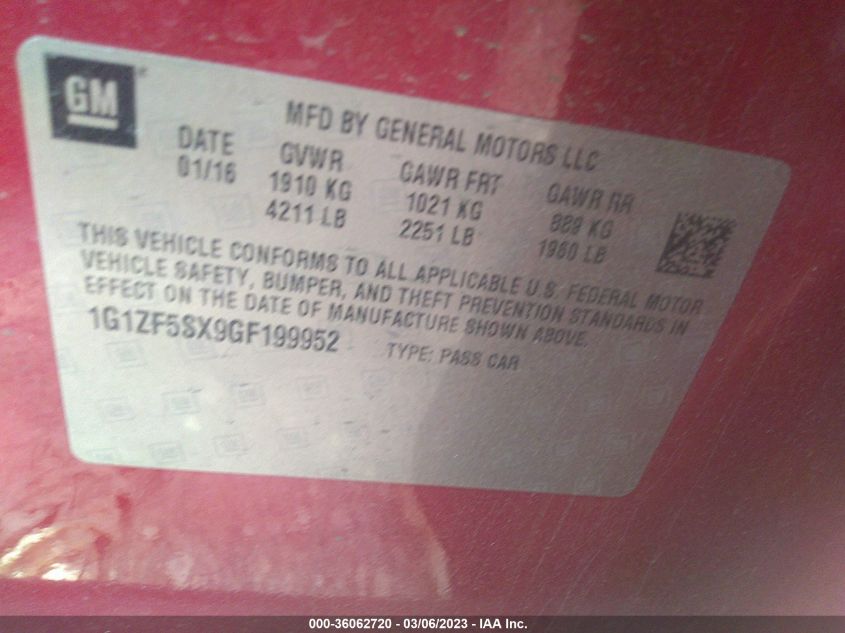 GM
MFD BY GENERAL MOTORS LLC
DATE GVWR GAWR FRT GAWR RR
01/16 1910 KG 1021 KG 889 KG
4211 LB 2251 LB 1960 LB
THIS VEHICLE CONFORMS TO ALL APPLICABLE U.S. FEDERAL MOTOR
VEHICLE SAFETY, BUMPER, AND THEFT PREVENTION STANDARDS IN
EFFECT ON THE DATE OF MANUFACTURE SHOWN ABOVE.
1G1ZF5SX9GF199952 TYPE: PASS CAR
000-36062720 - 03/06/2023 - IAA Inc.